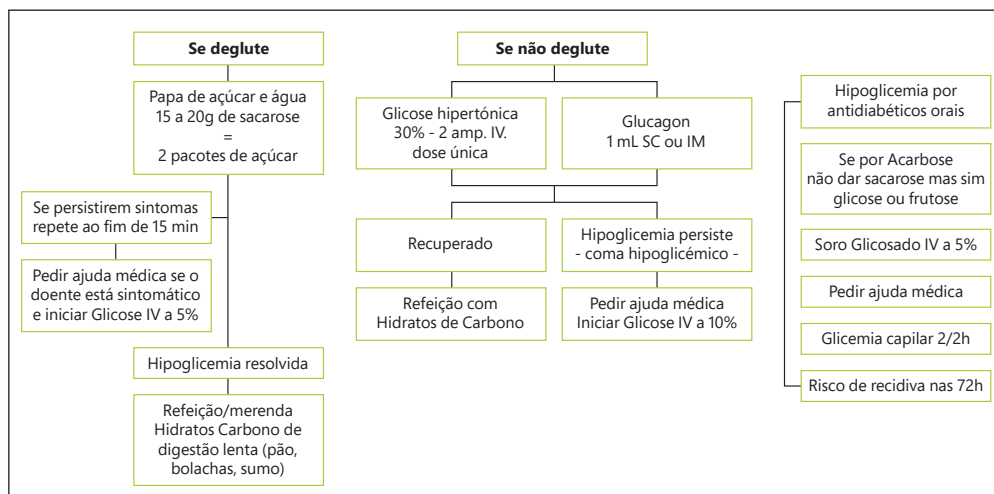 Se deglute
Papa de açúcar e água
15 a 20g de sacarose
=
2 pacotes de açúcar
Se persistirem sintomas
repete ao fim de 15 min
Pedir ajuda médica se o
doente está sintomático
e iniciar Glicose IV a 5%
Hipoglicemia resolvida
Refeição/merenda
Hidratos Carbono de
digestão lenta (pão,
bolachas, sumo)
Se não deglute
Glicose hipertónica
30% - 2 amp. IV.
dose única
Glucagon
1 mL SC ou IM
Recuperado
Hipoglicemia persiste
- coma hipoglicémico -
Refeição com
Hidratos de Carbono
Pedir ajuda médica
Iniciar Glicose IV a 10%
Hipoglicemia por
antidiabéticos orais
Se por Acarbose
não dar sacarose mas sim
glicose ou frutose
Soro Glicosado IV a 5%
Pedir ajuda médica
Glicemia capilar 2/2h
Risco de recidiva nas 72h